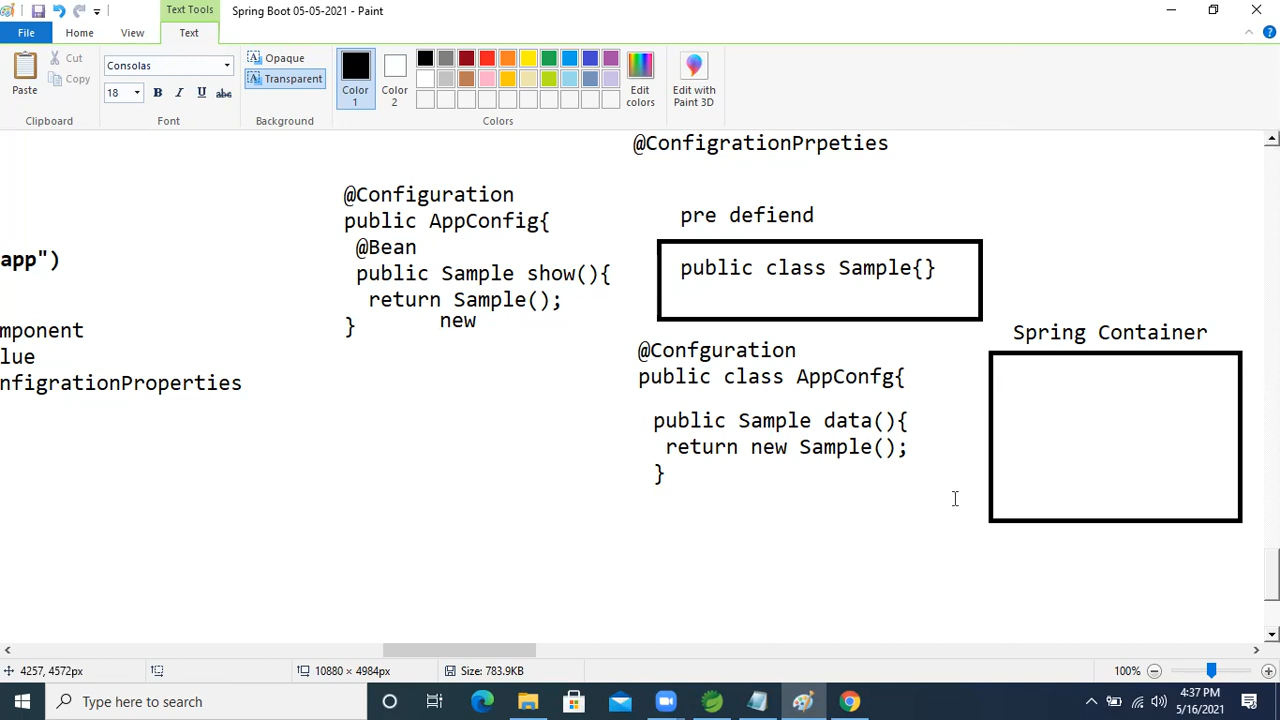 Text Tools
Spring Boot 05-05-2021 - Paint
File
Home
View
Text
Paste
Cut
Copy
Clipboard
Consolas
18
B I U abc
Font
Opaque
Transparent
Background
Color 1
Color 2
Edit colors
Colors
Edit with Paint 3D
@ConfigrationPrpeties
@Configuration
public AppConfig{
@Bean
public Sample show(){
return Sample();
new
}
app")
mponent
lue
nfigrationProperties
pre defiend
public class Sample{}
@Confguration
public class AppConfg{
public Sample data(){
return new Sample();
}
Spring Container
4257, 4572px
10880 × 4984px
Size: 783.9KB
100%
Type here to search
4:37 PM
5/16/2021